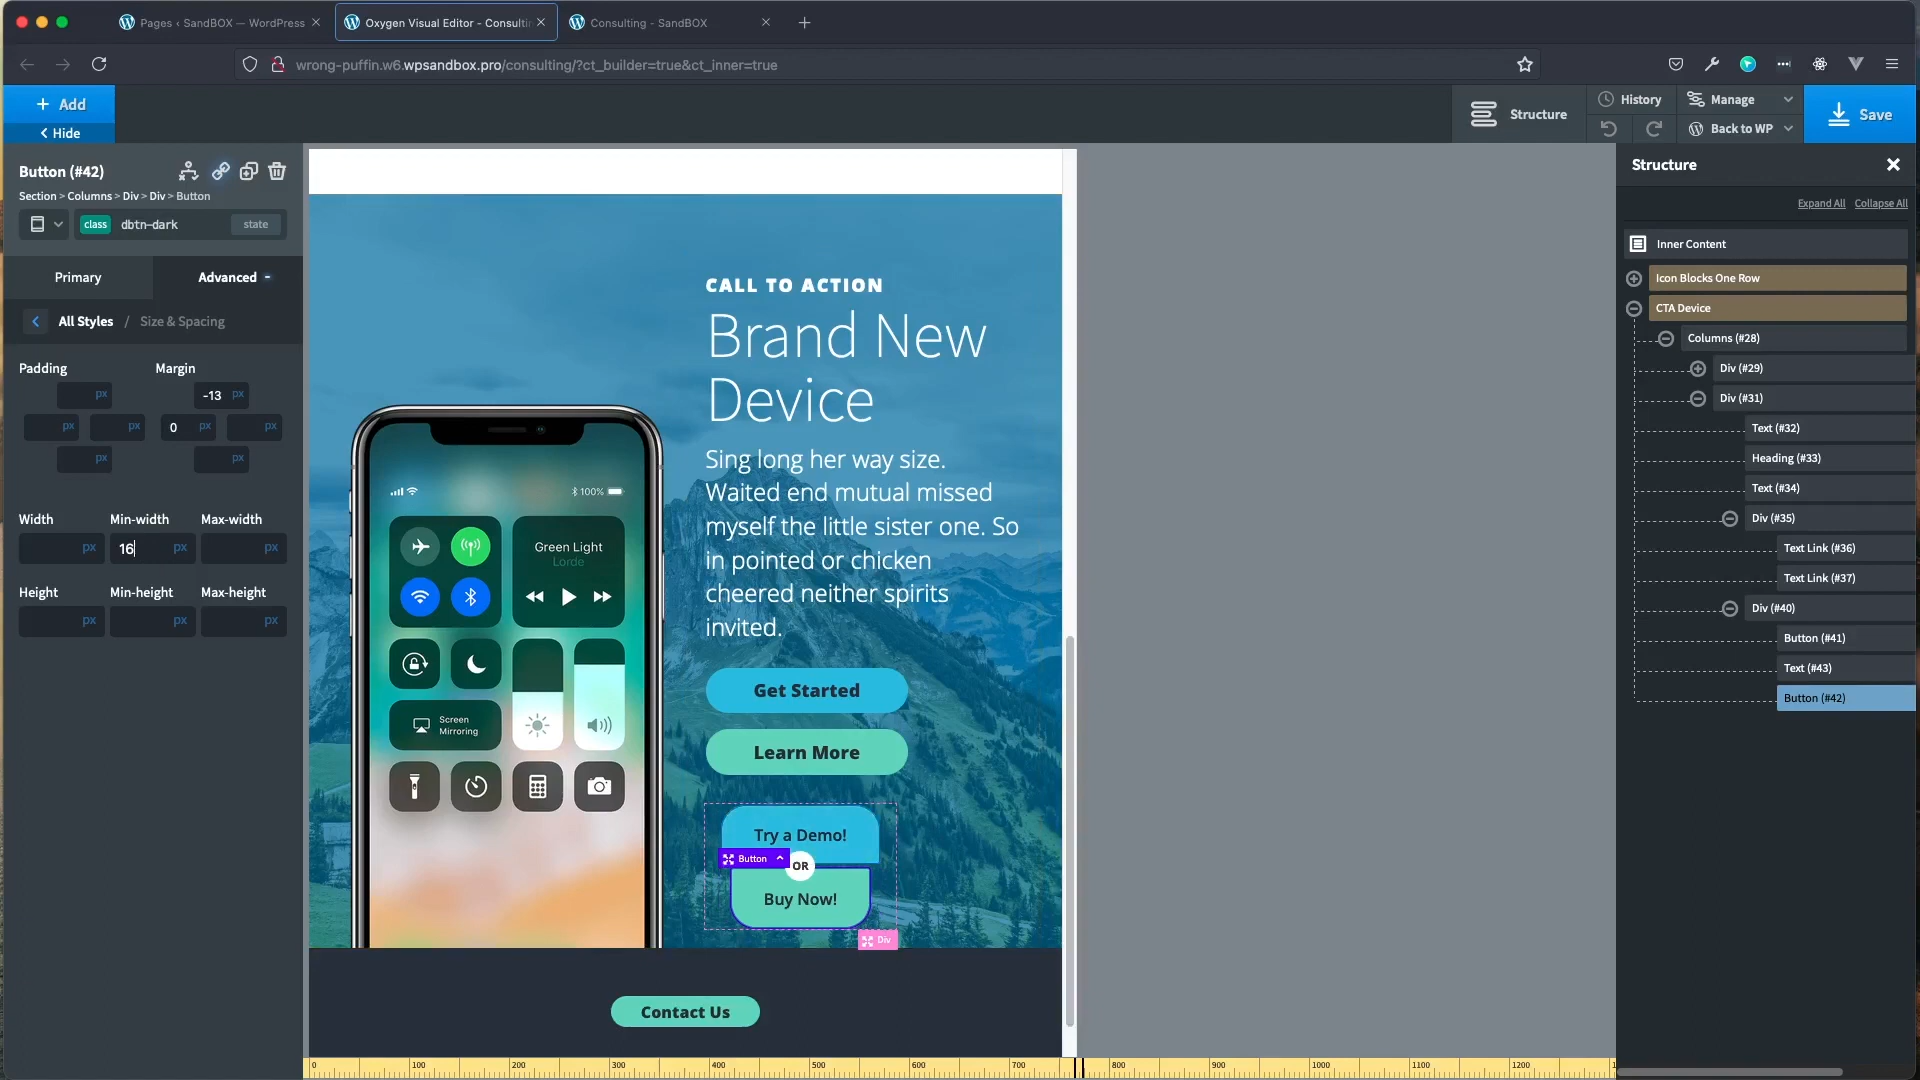 Pages ‹ SandBOX — WordPress
Oxygen Visual Editor - Consulti
Consulting - SandBOX
wrong-puffin.w6.wpsandbox.pro/consulting/?ct_builder=true&ct_inner=true
+ Add
Hide
Structure
History
Manage
Back to WP
Save
Button (#42)
Section > Columns > Div > Div > Button
class
dbtn-dark
state
Primary
Advanced -
All Styles / Size & Spacing
Padding
Margin
px
-13 px
px
px
0 px
px
px
px
Width
Min-width
Max-width
px
16 px
px
Height
Min-height
Max-height
px
px
px
CALL TO ACTION
Brand New
Device
Sing long her way size.
Waited end mutual missed
myself the little sister one. So
in pointed or chicken
cheered neither spirits
invited.
100%
Green Light
Lorde
Screen
Mirroring
Get Started
Learn More
Try a Demo!
Button
OR
Buy Now!
Div
Contact Us
0 100 200 300 400 500 600 700 800 900 1000 1100 1200
Structure
Expand All
Collapse All
Inner Content
Icon Blocks One Row
CTA Device
Columns (#28)
Div (#29)
Div (#31)
Text (#32)
Heading (#33)
Text (#34)
Div (#35)
Text Link (#36)
Text Link (#37)
Div (#40)
Button (#41)
Text (#43)
Button (#42)